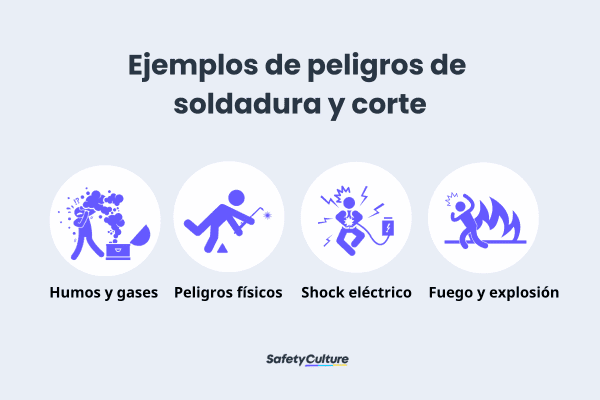 Ejemplos de peligros de
soldadura y corte
Humos y gases
Peligros físicos
Shock eléctrico
Fuego y explosión
SafetyCulture